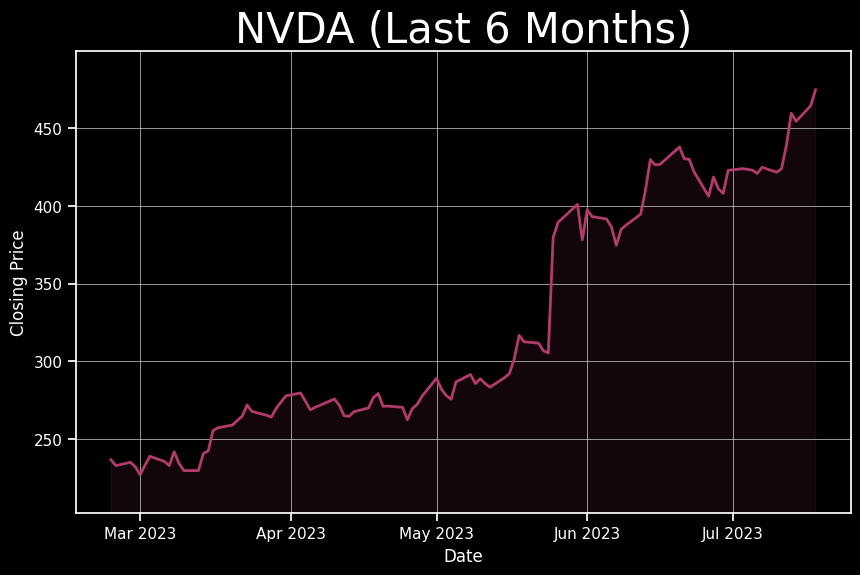 NVDA (Last 6 Months)
450
400
350
300
250
Closing Price
Mar 2023
Apr 2023
May 2023
Jun 2023
Jul 2023
Date